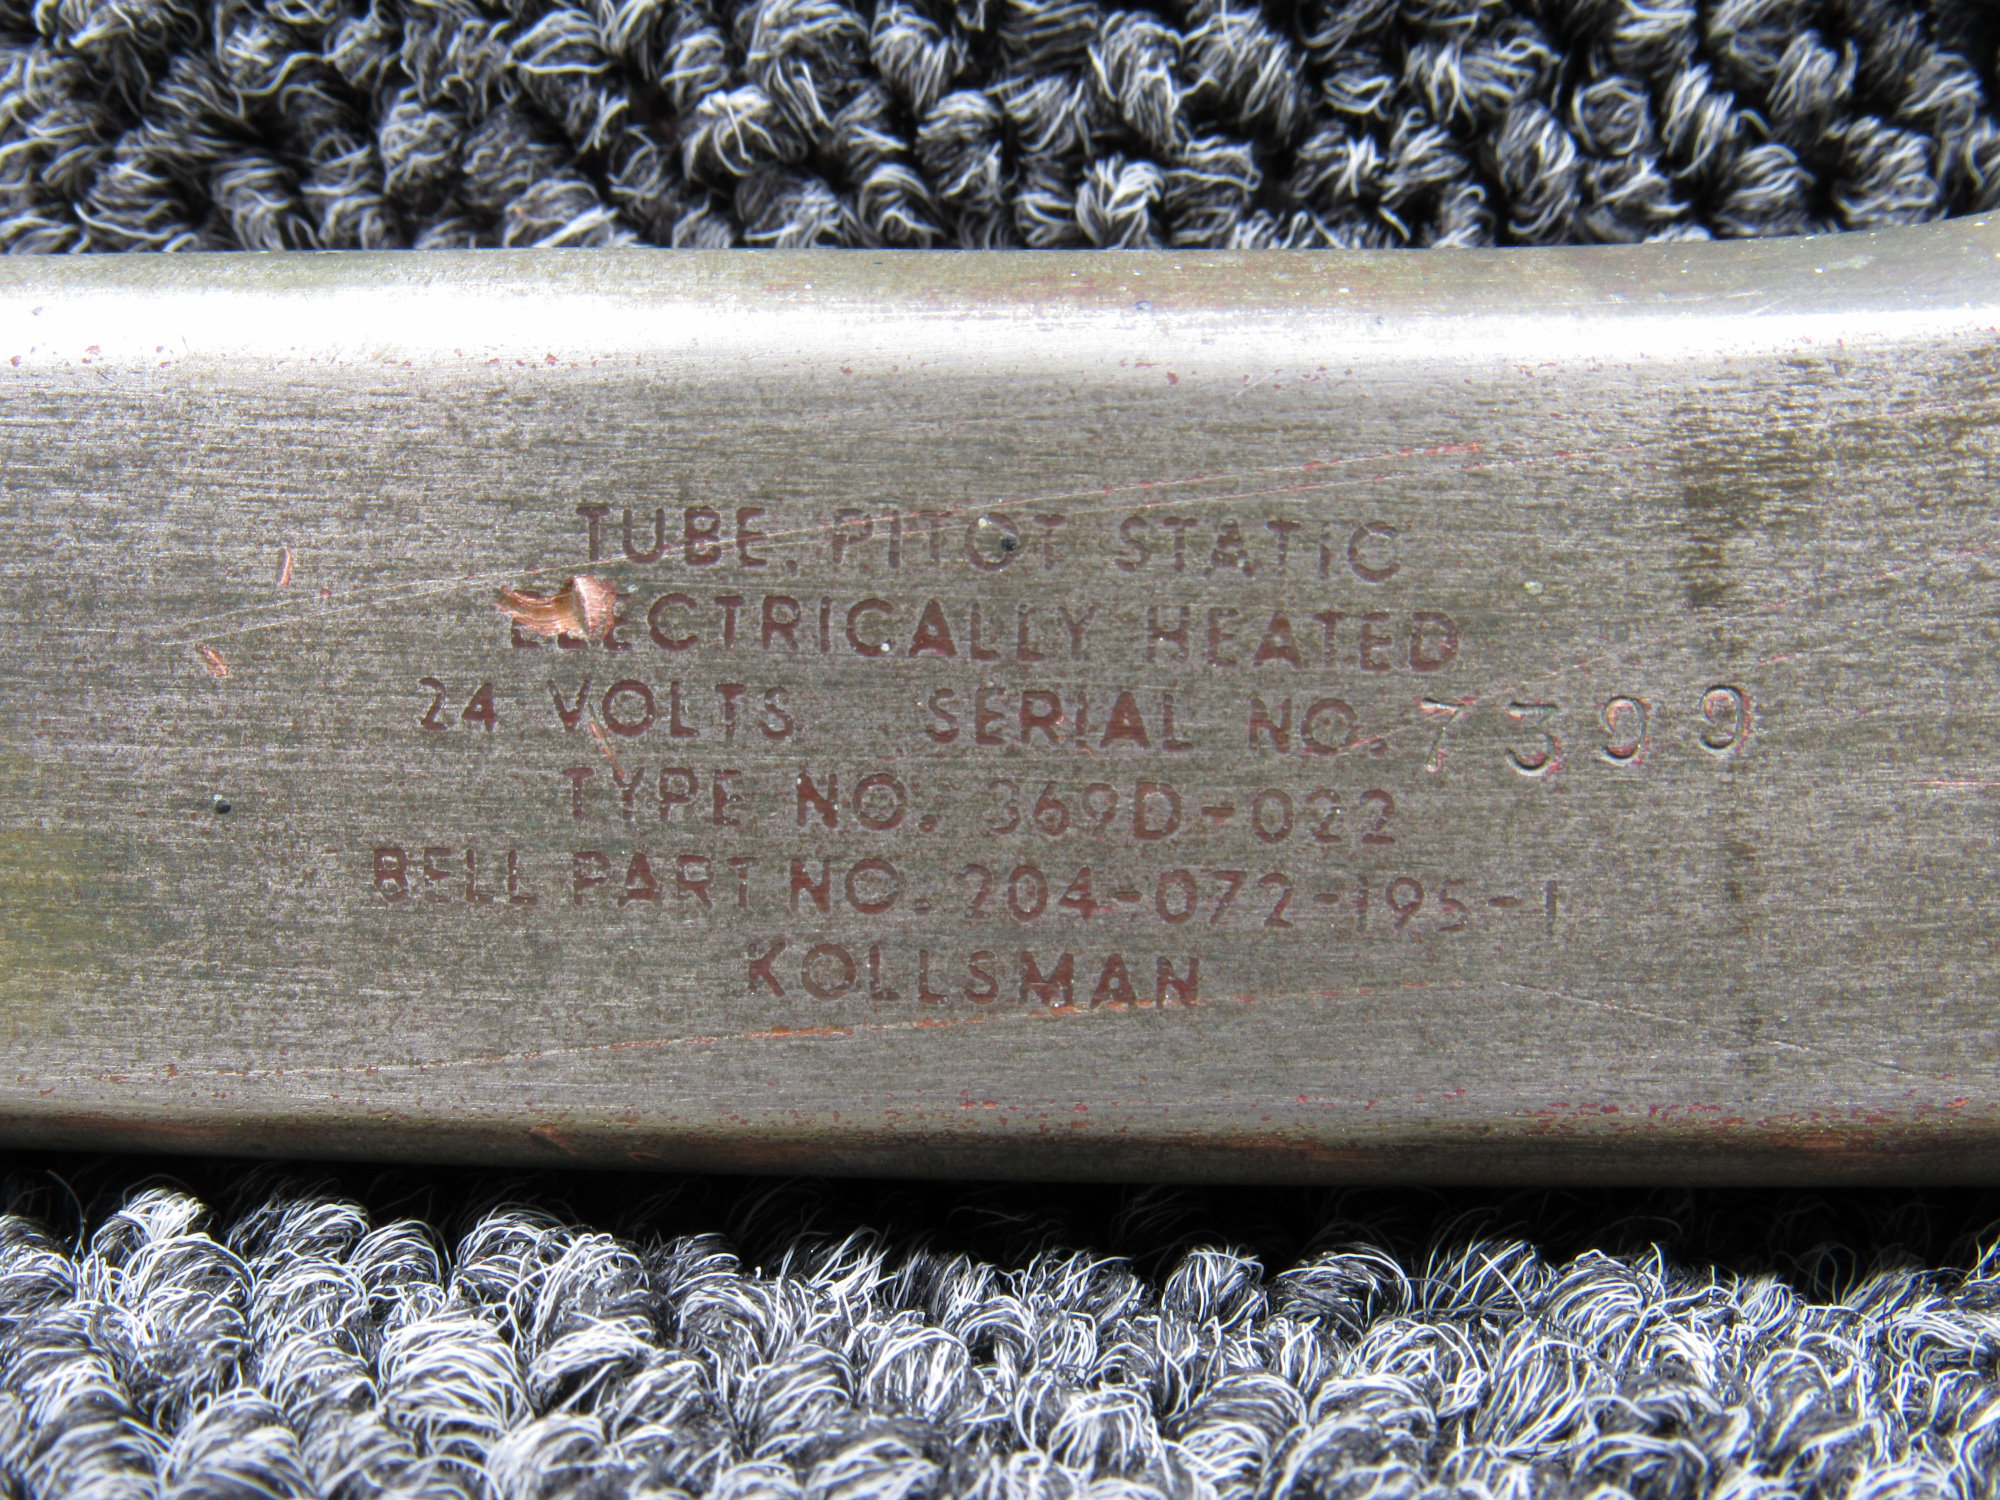 TUBE, PITOT STATIC
ELECTRICALLY HEATED
24 VOLTS SERIAL NO. 7399
TYPE NO. 369D-022
BELL PART NO. 204-072-195-1
KOLLSMAN